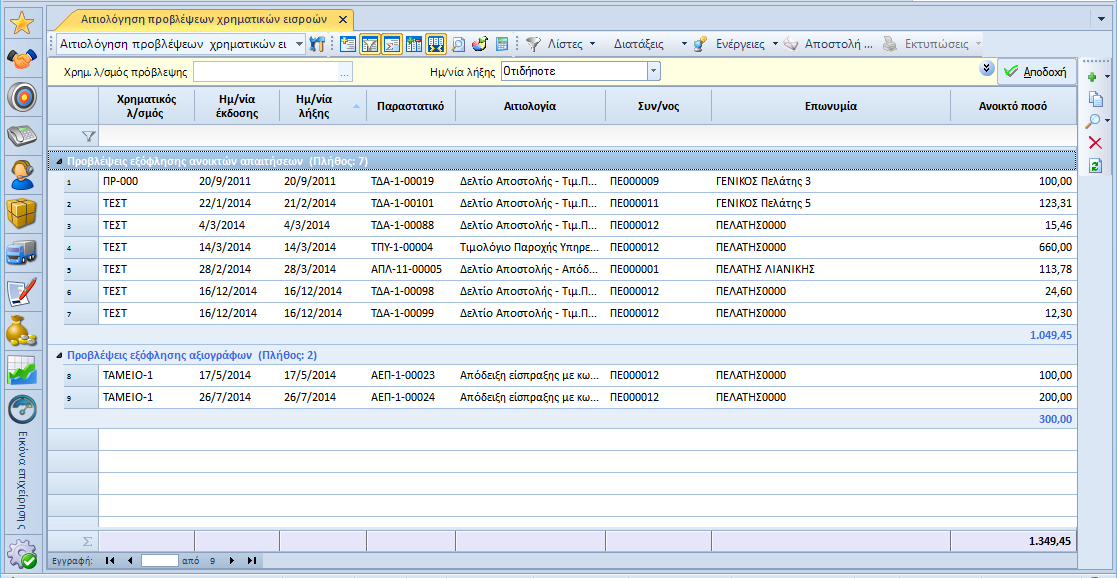 Αιτιολόγηση προβλέψεων χρηματικών εισροών
Αιτιολόγηση προβλέψεων χρηματικών ει Λίστες Διατάξεις Ενέργειες Αποστολή ... Εκτυπώσεις
Χρημ. λ/σμός πρόβλεψης ... Ημ/νία λήξης Οτιδήποτε Αποδοχή
Χρηματικός λ/σμός Ημ/νία έκδοσης Ημ/νία λήξης Παραστατικό Αιτιολογία Συν/νος Επωνυμία Ανοικτό ποσό
Προβλέψεις εξόφλησης ανοικτών απαιτήσεων (Πλήθος: 7)
1 ΠΡ-000 20/9/2011 20/9/2011 ΤΔΑ-1-00019 Δελτίο Αποστολής - Τιμ.Π... ΠΕ000009 ΓΕΝΙΚΟΣ Πελάτης 3 100,00
2 ΤΕΣΤ 22/1/2014 21/2/2014 ΤΔΑ-1-00101 Δελτίο Αποστολής - Τιμ.Π... ΠΕ000011 ΓΕΝΙΚΟΣ Πελάτης 5 123,31
3 ΤΕΣΤ 4/3/2014 4/3/2014 ΤΔΑ-1-00088 Δελτίο Αποστολής - Τιμ.Π... ΠΕ000012 ΠΕΛΑΤΗΣ0000 15,46
4 ΤΕΣΤ 14/3/2014 14/3/2014 ΤΠΥ-1-00004 Τιμολόγιο Παροχής Υπηρε... ΠΕ000012 ΠΕΛΑΤΗΣ0000 660,00
5 ΤΕΣΤ 28/2/2014 28/3/2014 ΑΠΛ-11-00005 Δελτίο Αποστολής - Απόδ... ΠΕ000001 ΠΕΛΑΤΗΣ ΛΙΑΝΙΚΗΣ 113,78
6 ΤΕΣΤ 16/12/2014 16/12/2014 ΤΔΑ-1-00098 Δελτίο Αποστολής - Τιμ.Π... ΠΕ000012 ΠΕΛΑΤΗΣ0000 24,60
7 ΤΕΣΤ 16/12/2014 16/12/2014 ΤΔΑ-1-00099 Δελτίο Αποστολής - Τιμ.Π... ΠΕ000012 ΠΕΛΑΤΗΣ0000 12,30
1.049,45
Προβλέψεις εξόφλησης αξιογράφων (Πλήθος: 2)
8 ΤΑΜΕΙΟ-1 17/5/2014 17/5/2014 ΑΕΠ-1-00023 Απόδειξη είσπραξης με κω... ΠΕ000012 ΠΕΛΑΤΗΣ0000 100,00
9 ΤΑΜΕΙΟ-1 26/7/2014 26/7/2014 ΑΕΠ-1-00024 Απόδειξη είσπραξης με κω... ΠΕ000012 ΠΕΛΑΤΗΣ0000 200,00
300,00
Εικόνα επιχείρησης
Σ 1.349,45
Εγγραφή: από 9